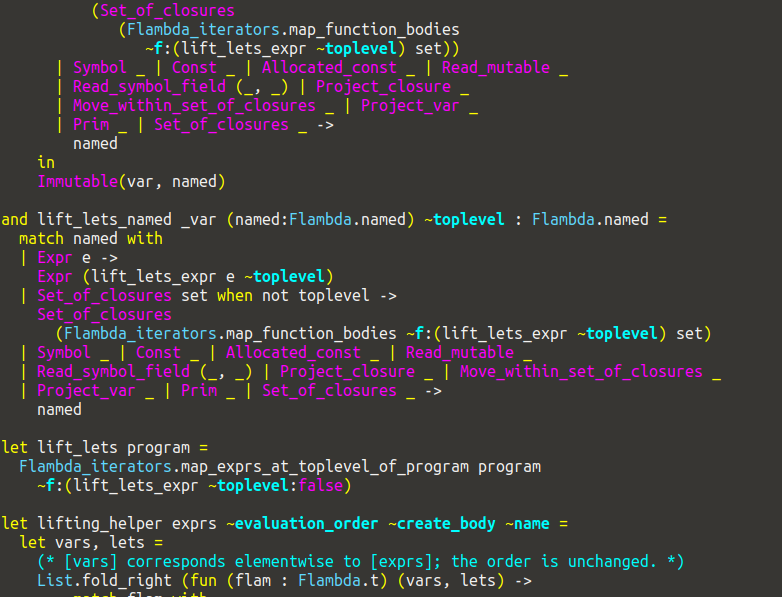 (Set_of_closures
(Flambda_iterators.map_function_bodies
~f:(lift_lets_expr ~toplevel) set))
| Symbol _ | Const _ | Allocated_const _ | Read_mutable _
| Read_symbol_field (_, _) | Project_closure _
| Move_within_set_of_closures _ | Project_var _
| Prim _ | Set_of_closures _ ->
named
in
Immutable(var, named)
and lift_lets_named _var (named:Flambda.named) ~toplevel : Flambda.named =
match named with
| Expr e ->
Expr (lift_lets_expr e ~toplevel)
| Set_of_closures set when not toplevel ->
Set_of_closures
(Flambda_iterators.map_function_bodies ~f:(lift_lets_expr ~toplevel) set)
| Symbol _ | Const _ | Allocated_const _ | Read_mutable _
| Read_symbol_field (_, _) | Project_closure _ | Move_within_set_of_closures _
| Project_var _ | Prim _ | Set_of_closures _ ->
named
let lift_lets program =
Flambda_iterators.map_exprs_at_toplevel_of_program program
~f:(lift_lets_expr ~toplevel:false)
let lifting_helper exprs ~evaluation_order ~create_body ~name =
let vars, lets =
(* [vars] corresponds elementwise to [exprs]; the order is unchanged. *)
List.fold_right (fun (flam : Flambda.t) (vars, lets) ->
match flam with